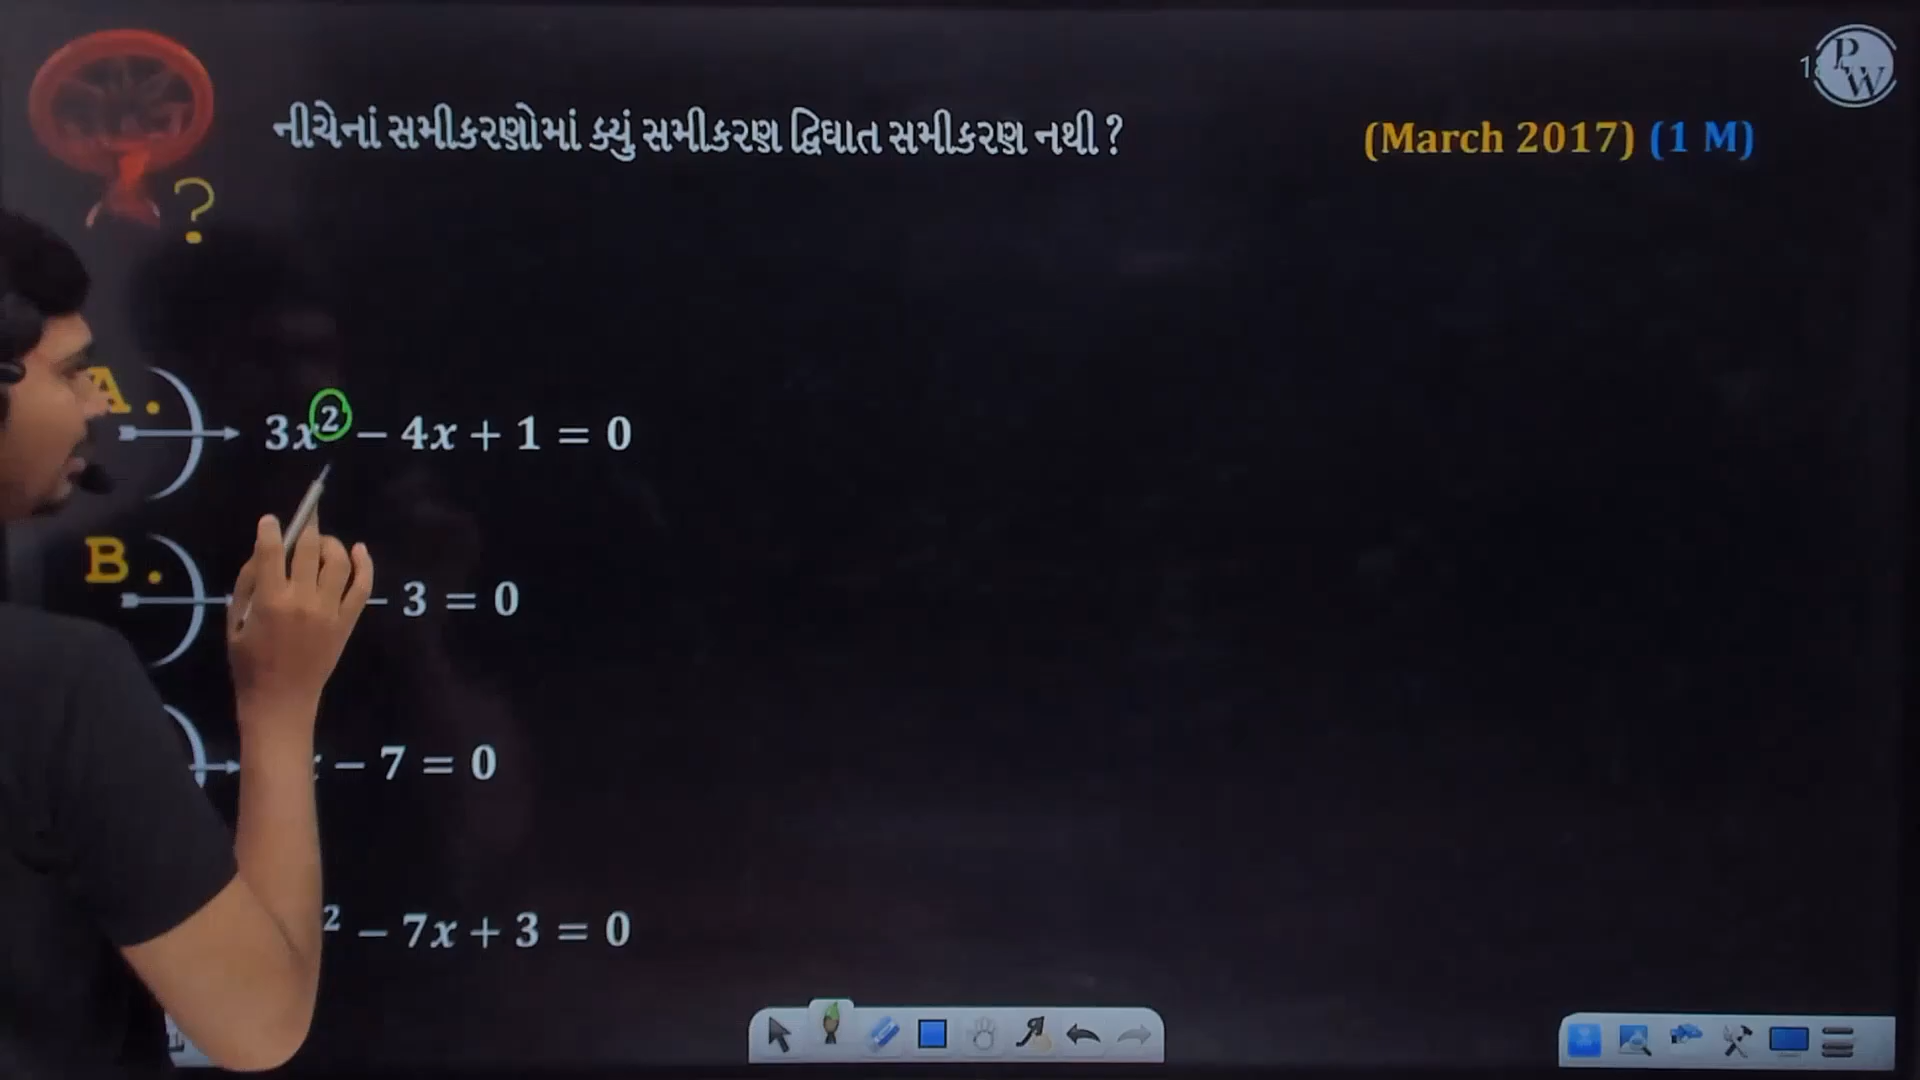 નીચેનાં સમીકરણોમાં ક્યું સમીકરણ દ્વિઘાત સમીકરણ નથી ? (March 2017) (1 M)
PW
?
A. 3x² − 4x + 1 = 0
B. − 3 = 0
− 7 = 0
² − 7x + 3 = 0